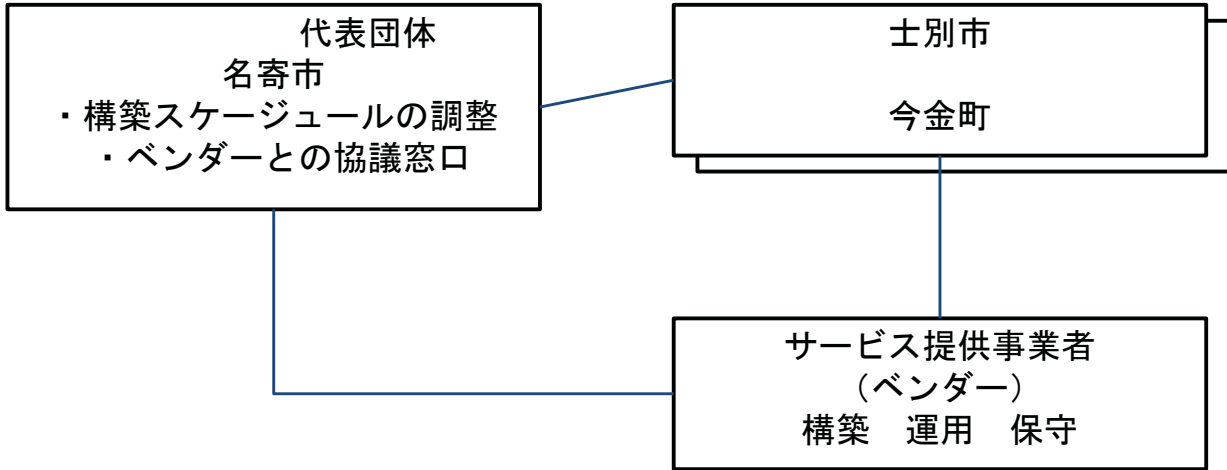 代表団体
名寄市
・構築スケージュールの調整
・ベンダーとの協議窓口
士別市
今金町
サービス提供事業者
（ベンダー）
構築　運用　保守